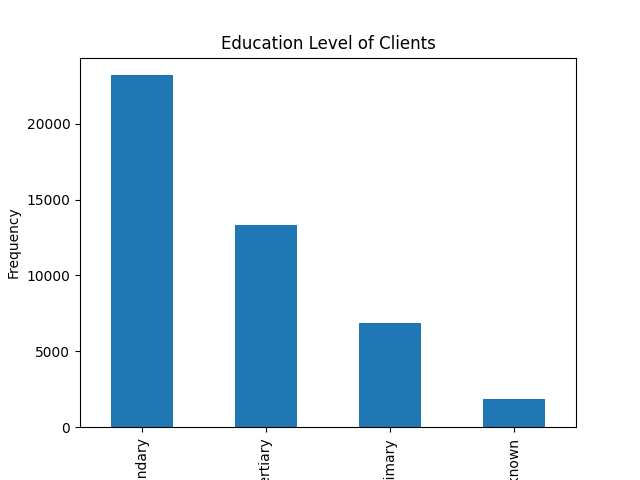 Education Level of Clients
Frequency
20000
15000
10000
5000
0
ndary
ertiary
imary
known